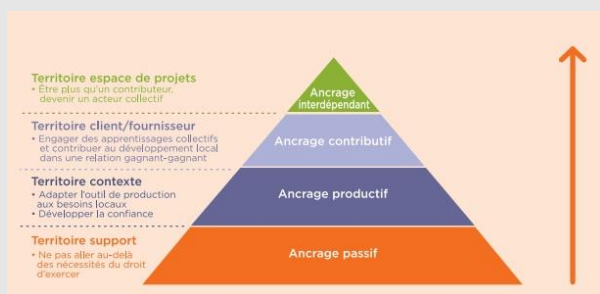 Territoire espace de projets
• Être plus qu'un contributeur,
devenir un acteur collectif
Ancrage
interdépendant
Territoire client/fournisseur
• Engager des apprentissages collectifs
et contribuer au développement local
dans une relation gagnant-gagnant
Ancrage contributif
Territoire contexte
• Adapter l'outil de production
aux besoins locaux
• Développer la confiance
Ancrage productif
Territoire support
• Ne pas aller au-delà
des nécessités du droit
d'exercer
Ancrage passif